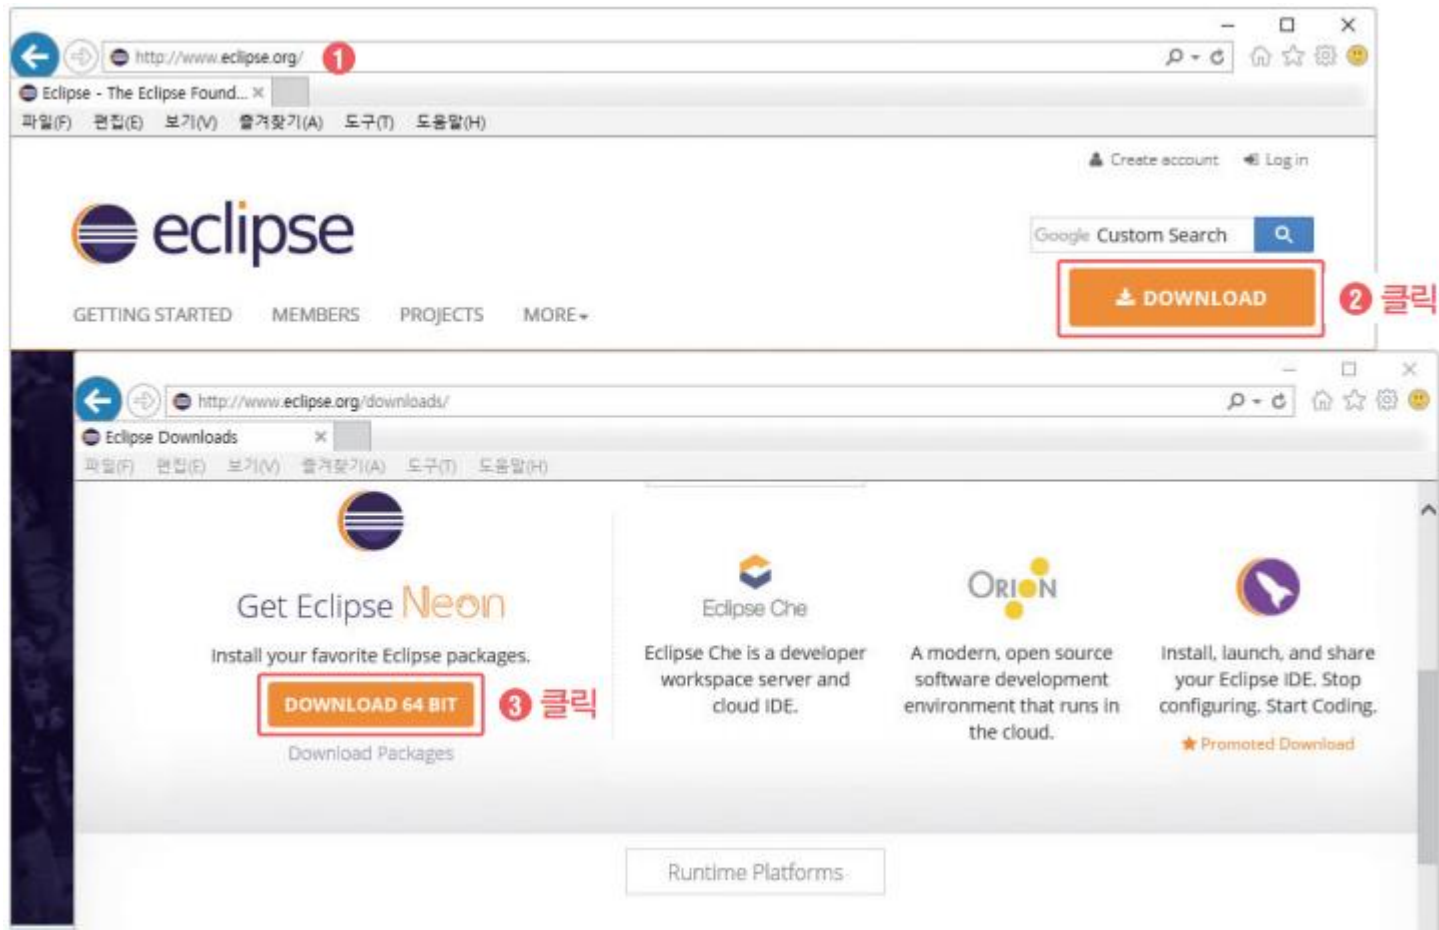 http://www.eclipse.org/ 1
Eclipse - The Eclipse Found...
파일(F) 편집(E) 보기(V) 즐겨찾기(A) 도구(T) 도움말(H)
Create account Log in
eclipse
Google Custom Search
DOWNLOAD
2 클릭
GETTING STARTED MEMBERS PROJECTS MORE
http://www.eclipse.org/downloads/
Eclipse Downloads
파일(F) 편집(E) 보기(V) 즐겨찾기(A) 도구(T) 도움말(H)
Get Eclipse Neon
Install your favorite Eclipse packages.
DOWNLOAD 64 BIT
3 클릭
Download Packages
Eclipse Che
Eclipse Che is a developer
workspace server and
cloud IDE.
ORION
A modern, open source
software development
environment that runs in
the cloud.
Install, launch, and share
your Eclipse IDE. Stop
configuring. Start Coding.
Promoted Download
Runtime Platforms